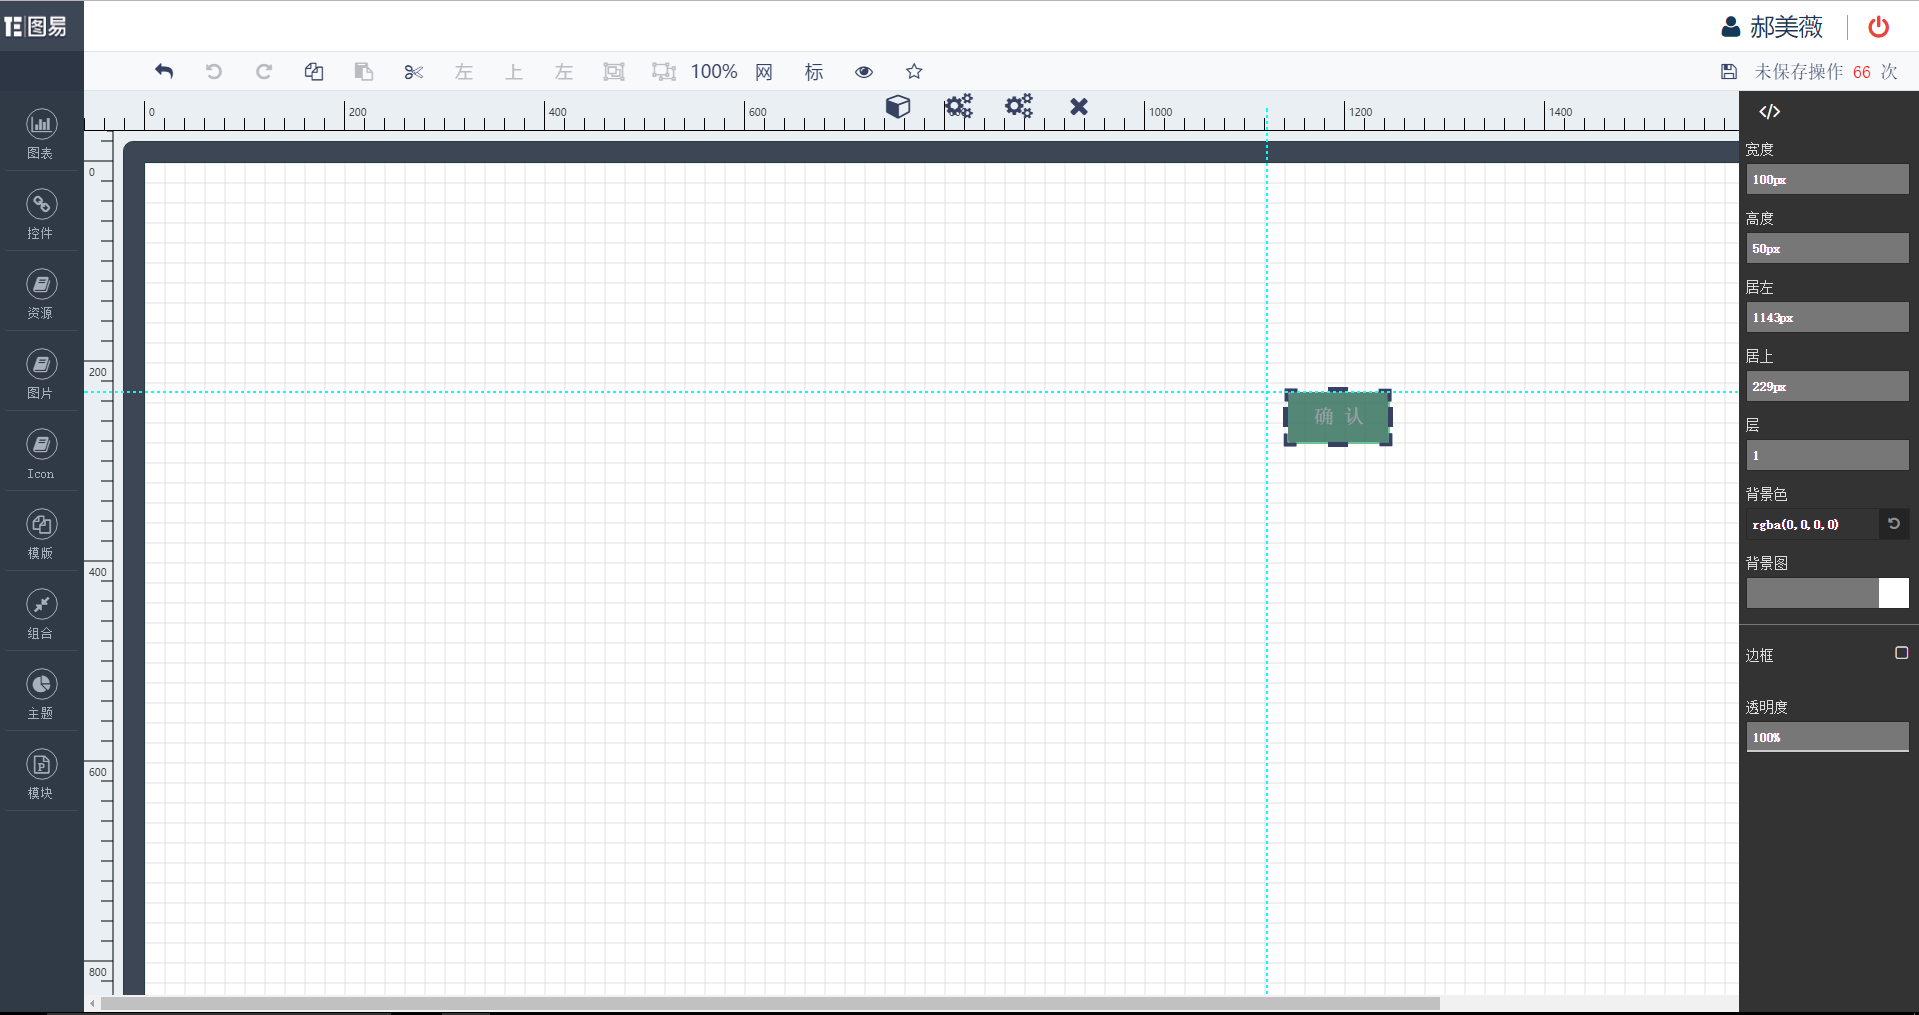 TE图易
郝美薇
左 上 左 100% 网 标 未保存操作 66 次
0 200 400 600 1000 1200 1400
0
200
400
600
800
图表
控件
资源
图片
Icon
模版
组合
主题
模块
确 认
宽度
100px
高度
50px
居左
1143px
居上
229px
层
1
背景色
rgba(0,0,0,0)
背景图
边框
透明度
100%